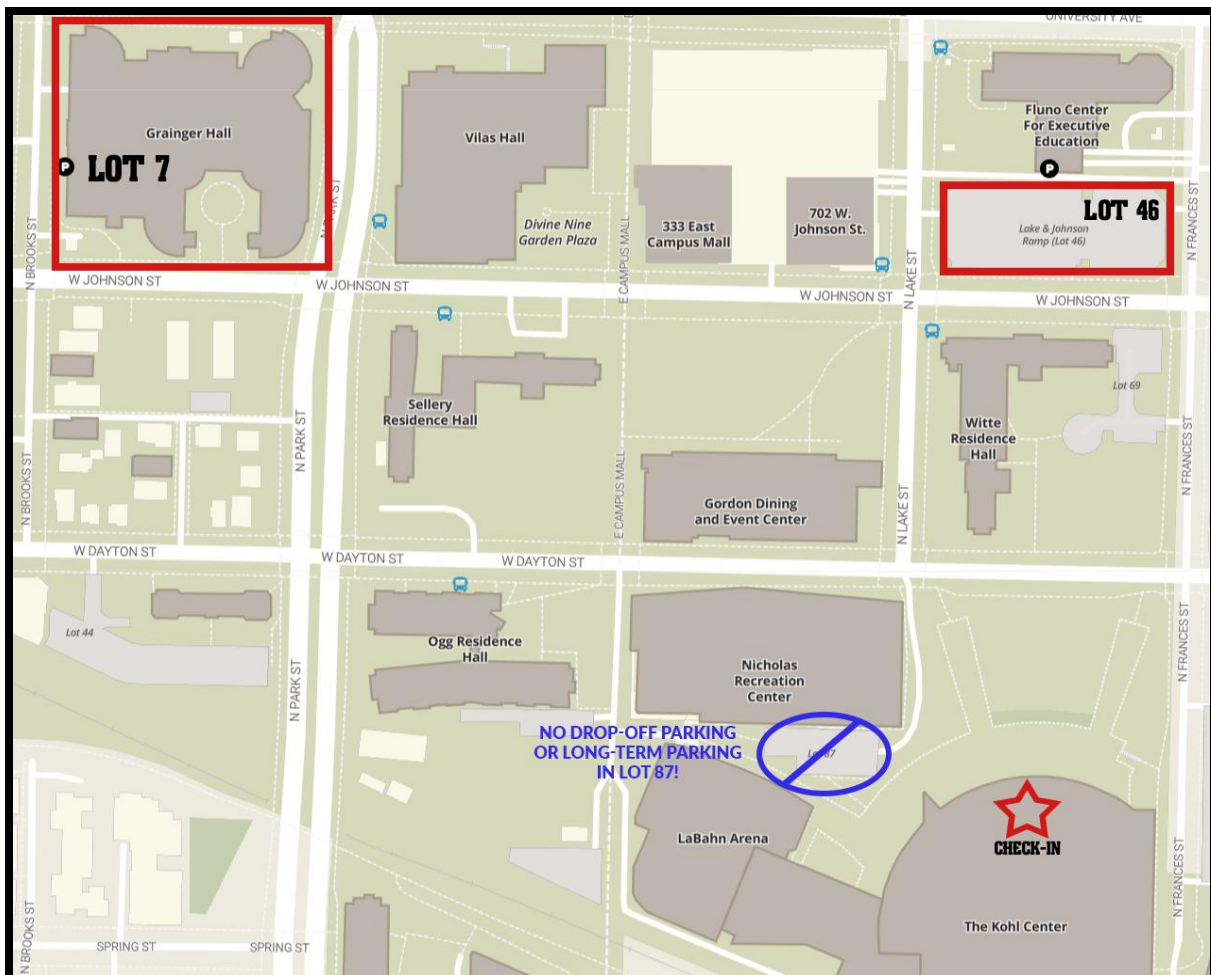 UNIVERSITY AVE
Grainger Hall
P LOT 7
Vilas Hall
Fluno Center
For Executive
Education
P
LOT 46
Lake & Johnson
Ramp (Lot 46)
Divine Nine
Garden Plaza
333 East
Campus Mall
702 W.
Johnson St.
N BROOKS ST
N PARK ST
E CAMPUS MALL
N LAKE ST
N FRANCES ST
W JOHNSON ST
W JOHNSON ST
W JOHNSON ST
W JOHNSON ST
Sellery
Residence Hall
Witte
Residence
Hall
Lot 69
N BROOKS ST
N PARK ST
E CAMPUS MALL
N LAKE ST
N FRANCES ST
Gordon Dining
and Event Center
W DAYTON ST
W DAYTON ST
W DAYTON ST
Lot 44
Ogg Residence
Hall
Nicholas
Recreation
Center
N PARK ST
N FRANCES ST
NO DROP-OFF PARKING
OR LONG-TERM PARKING
IN LOT 87!
Lot 87
LaBahn Arena
CHECK-IN
The Kohl Center
N FRANCES ST
N BROOKS ST
SPRING ST
SPRING ST